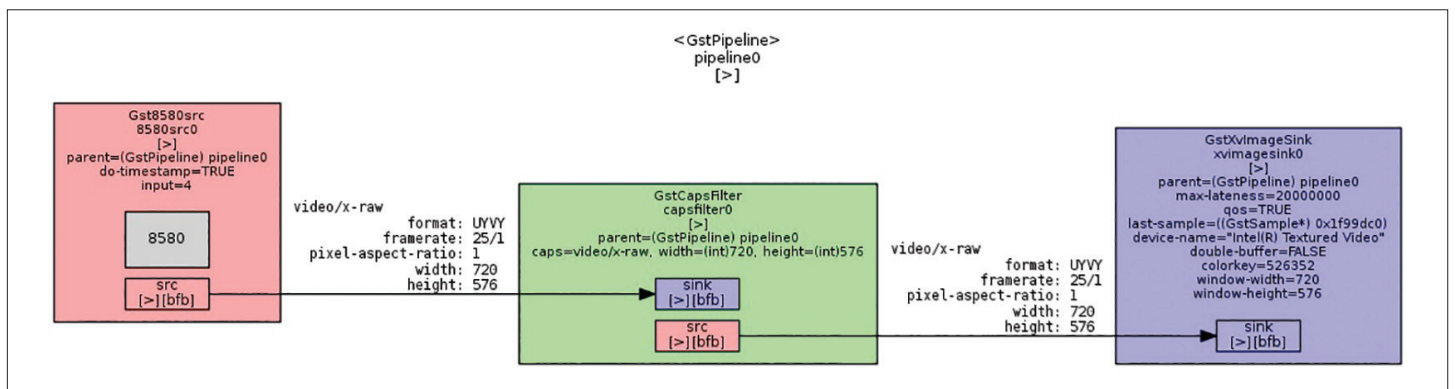 <GstPipeline>
pipeline0
[>]
Gst8580src
8580src0
[>]
parent=(GstPipeline) pipeline0
do-timestamp=TRUE
input=4
8580
src
[>][bfb]
video/x-raw
format: UYVY
framerate: 25/1
pixel-aspect-ratio: 1
width: 720
height: 576
GstCapsFilter
capsfilter0
[>]
parent=(GstPipeline) pipeline0
caps=video/x-raw, width=(int)720, height=(int)576
sink
[>][bfb]
src
[>][bfb]
video/x-raw
format: UYVY
framerate: 25/1
pixel-aspect-ratio: 1
width: 720
height: 576
GstXvImageSink
xvimagesink0
[>]
parent=(GstPipeline) pipeline0
max-lateness=20000000
qos=TRUE
last-sample=((GstSample*) 0x1f99dc0)
device-name="Intel(R) Textured Video"
double-buffer=FALSE
colorkey=526352
window-width=720
window-height=576
sink
[>][bfb]